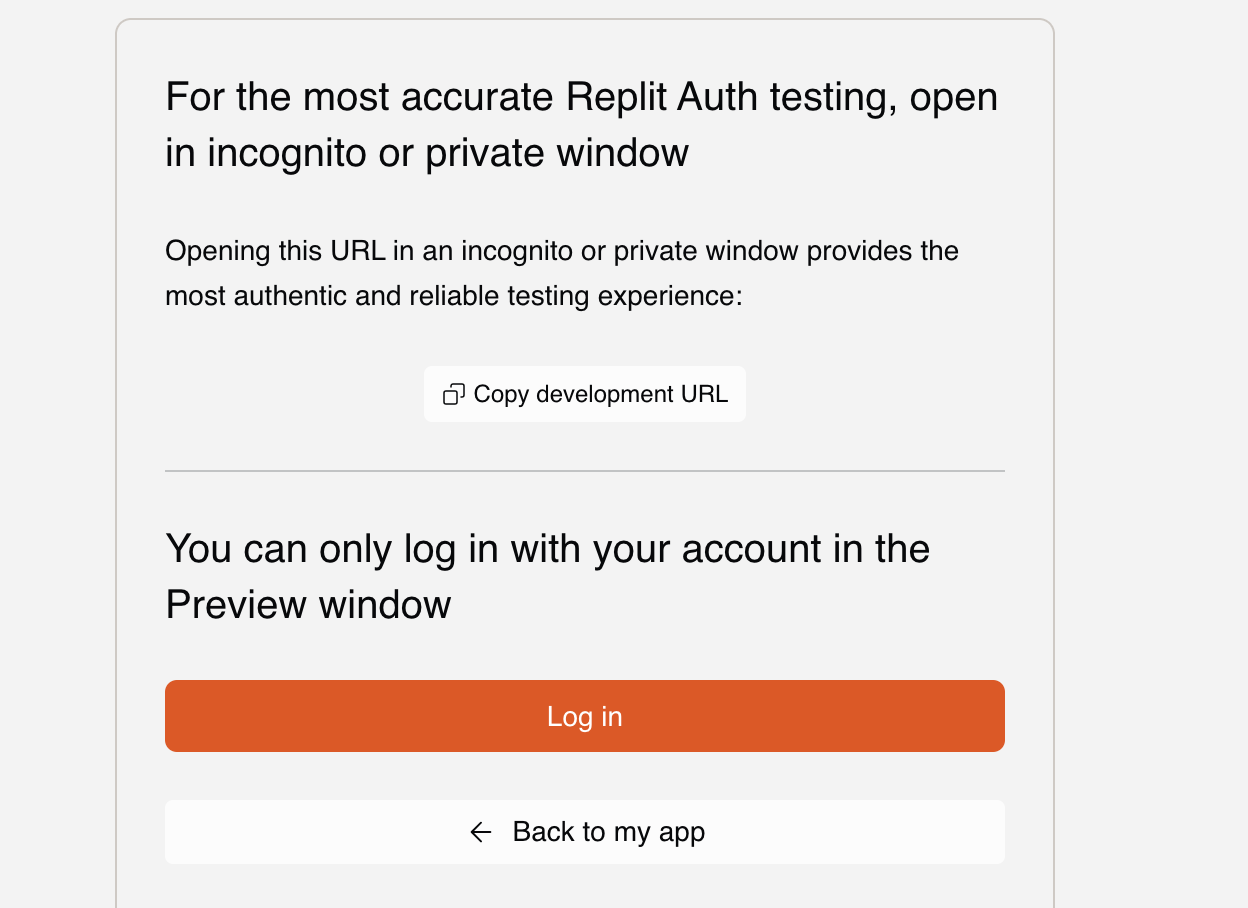 For the most accurate Replit Auth testing, open
in incognito or private window
Opening this URL in an incognito or private window provides the
most authentic and reliable testing experience:
Copy development URL
You can only log in with your account in the
Preview window
Log in
Back to my app